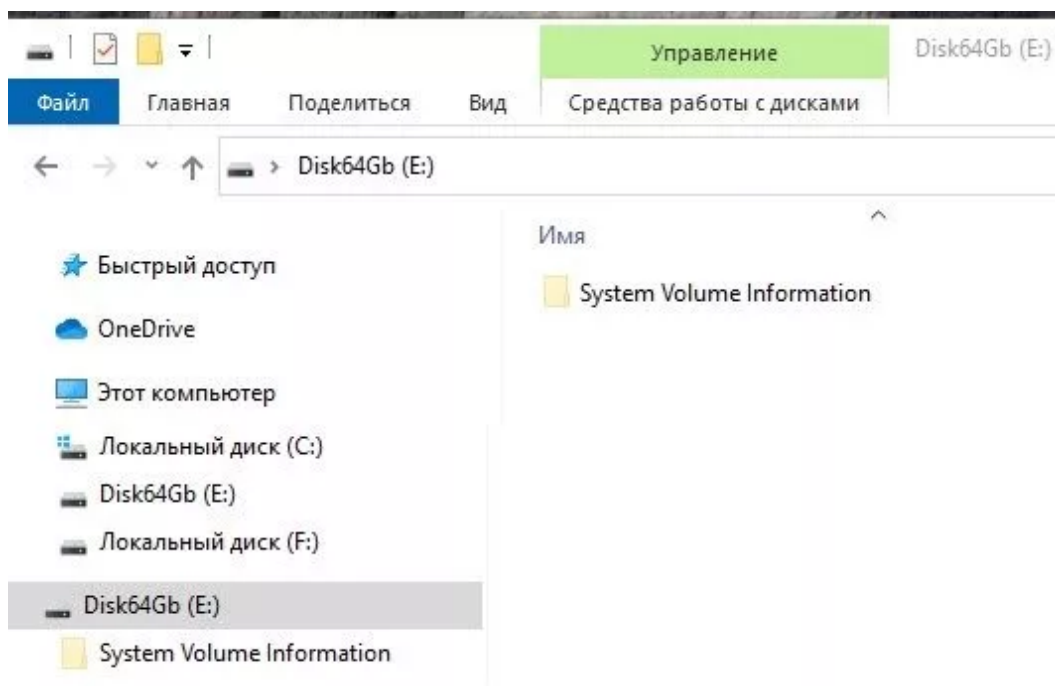 Управление
Disk64Gb (E:)
Файл
Главная
Поделиться
Вид
Средства работы с дисками
Disk64Gb (E:)
Имя
Быстрый доступ
System Volume Information
OneDrive
Этот компьютер
Локальный диск (C:)
Disk64Gb (E:)
Локальный диск (F:)
Disk64Gb (E:)
System Volume Information